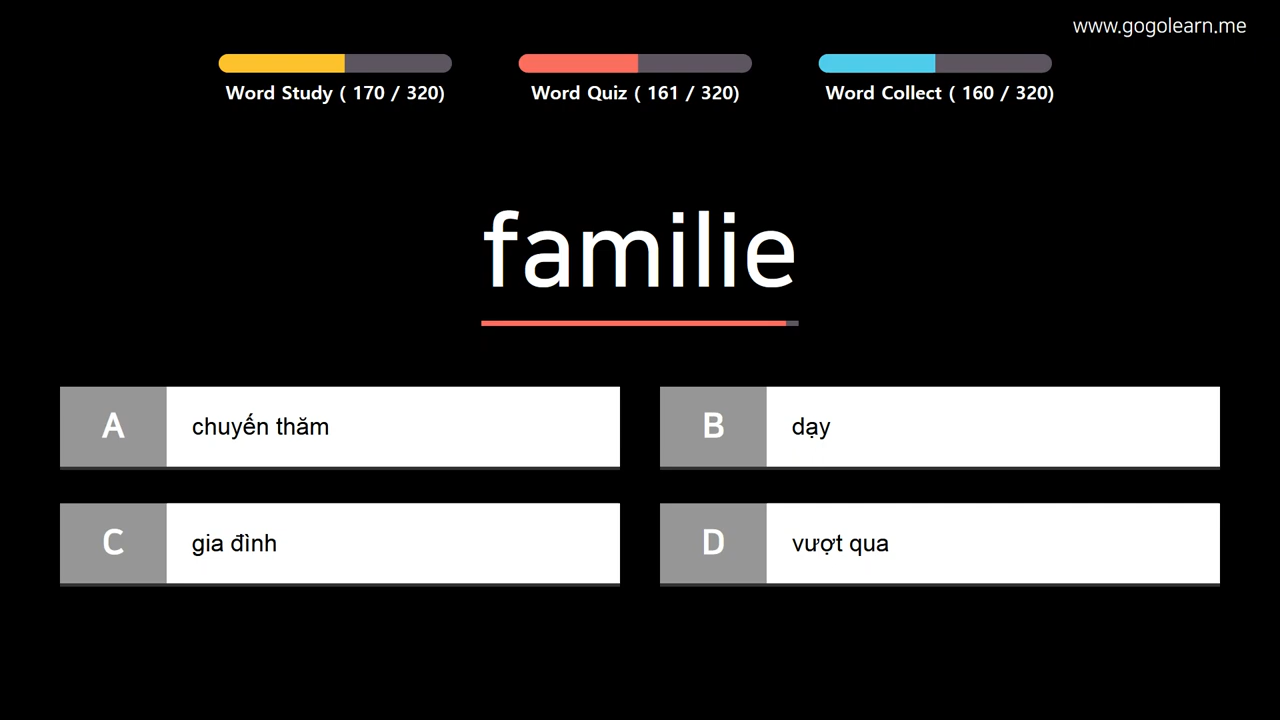 www.gogolearn.me
Word Study ( 170 / 320)
Word Quiz ( 161 / 320)
Word Collect ( 160 / 320)
familie
A chuyến thăm
B dạy
C gia đình
D vượt qua